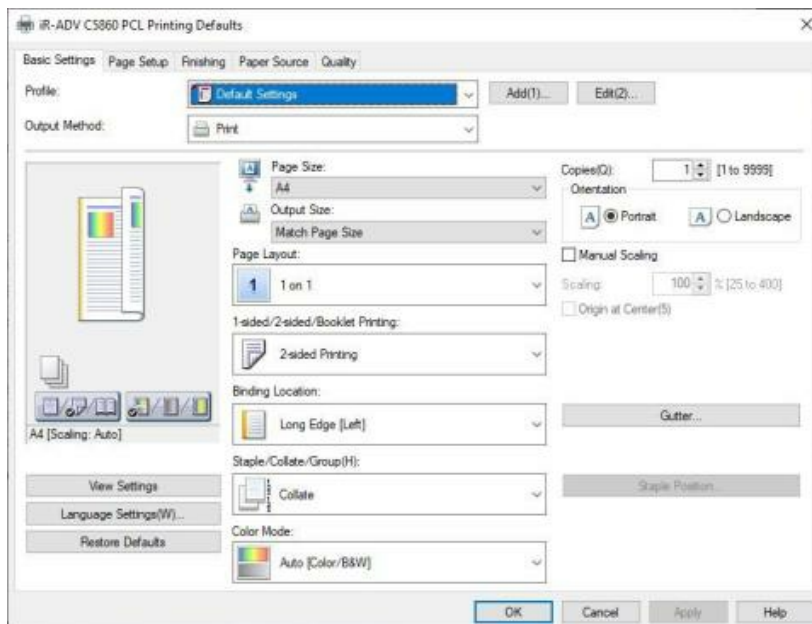 iR-ADV C5860 PCL Printing Defaults
Basic Settings Page Setup Finishing Paper Source Quality
Profile: Default Settings Add(1)... Edit(2)...
Output Method: Print
Page Size:
A4
Output Size:
Match Page Size
Copies(Q): 1 [1 to 9999]
Orientation
A Portrait A Landscape
Page Layout:
1 1 on 1
Manual Scaling
Scaling: 100 % [25 to 400]
Origin at Center(5)
1-sided/2-sided/Booklet Printing:
2-sided Printing
Binding Location:
Long Edge [Left]
Gutter...
A4 [Scaling: Auto]
Staple/Collate/Group(H):
Collate
Staple Position...
View Settings
Language Settings(W)...
Restore Defaults
Color Mode:
Auto [Color/B&W]
OK Cancel Apply Help